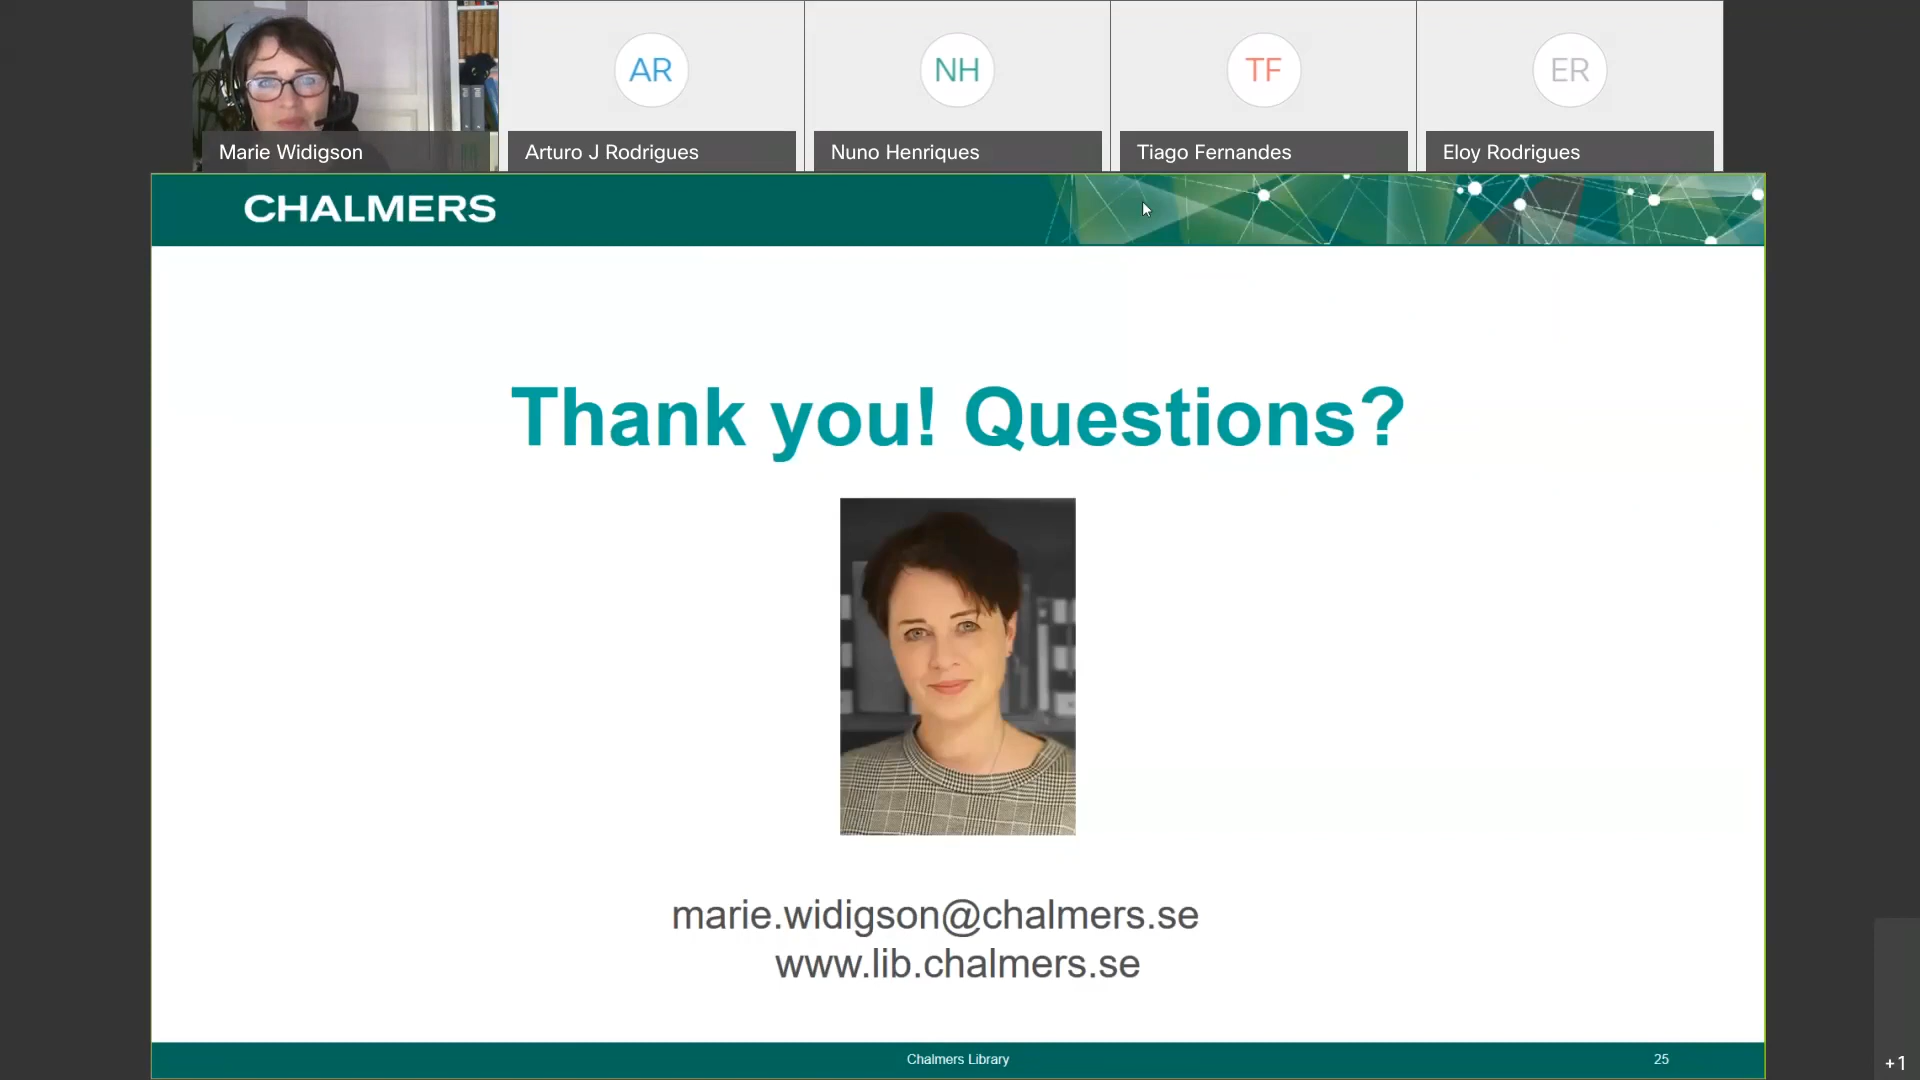 AR
NH
TF
ER
Marie Widigson
Arturo J Rodrigues
Nuno Henriques
Tiago Fernandes
Eloy Rodrigues
CHALMERS
Thank you! Questions?
marie.widigson@chalmers.se
www.lib.chalmers.se
Chalmers Library
25
+1